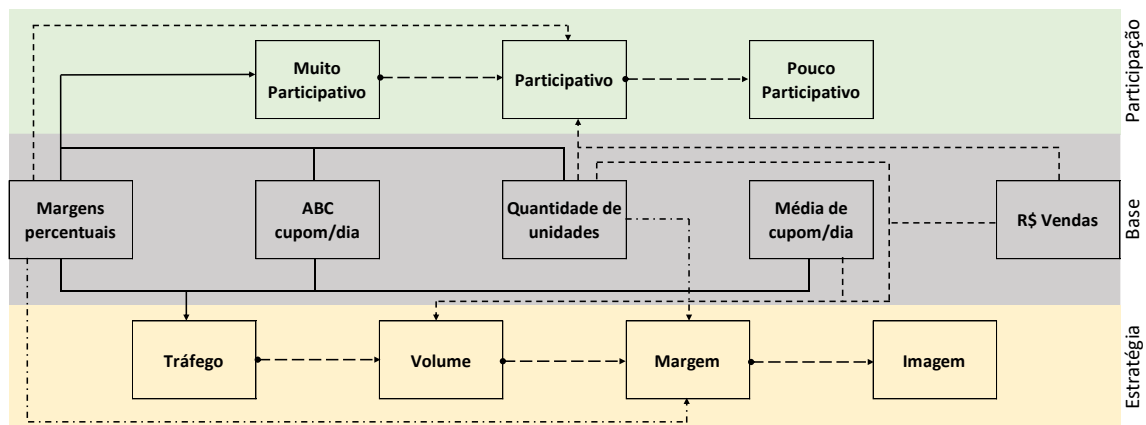 Muito
Participativo
Participativo
Pouco
Participativo
Participação
Margens
percentuais
ABC
cupom/dia
Quantidade de
unidades
Média de
cupom/dia
R$ Vendas
Base
Tráfego
Volume
Margem
Imagem
Estratégia